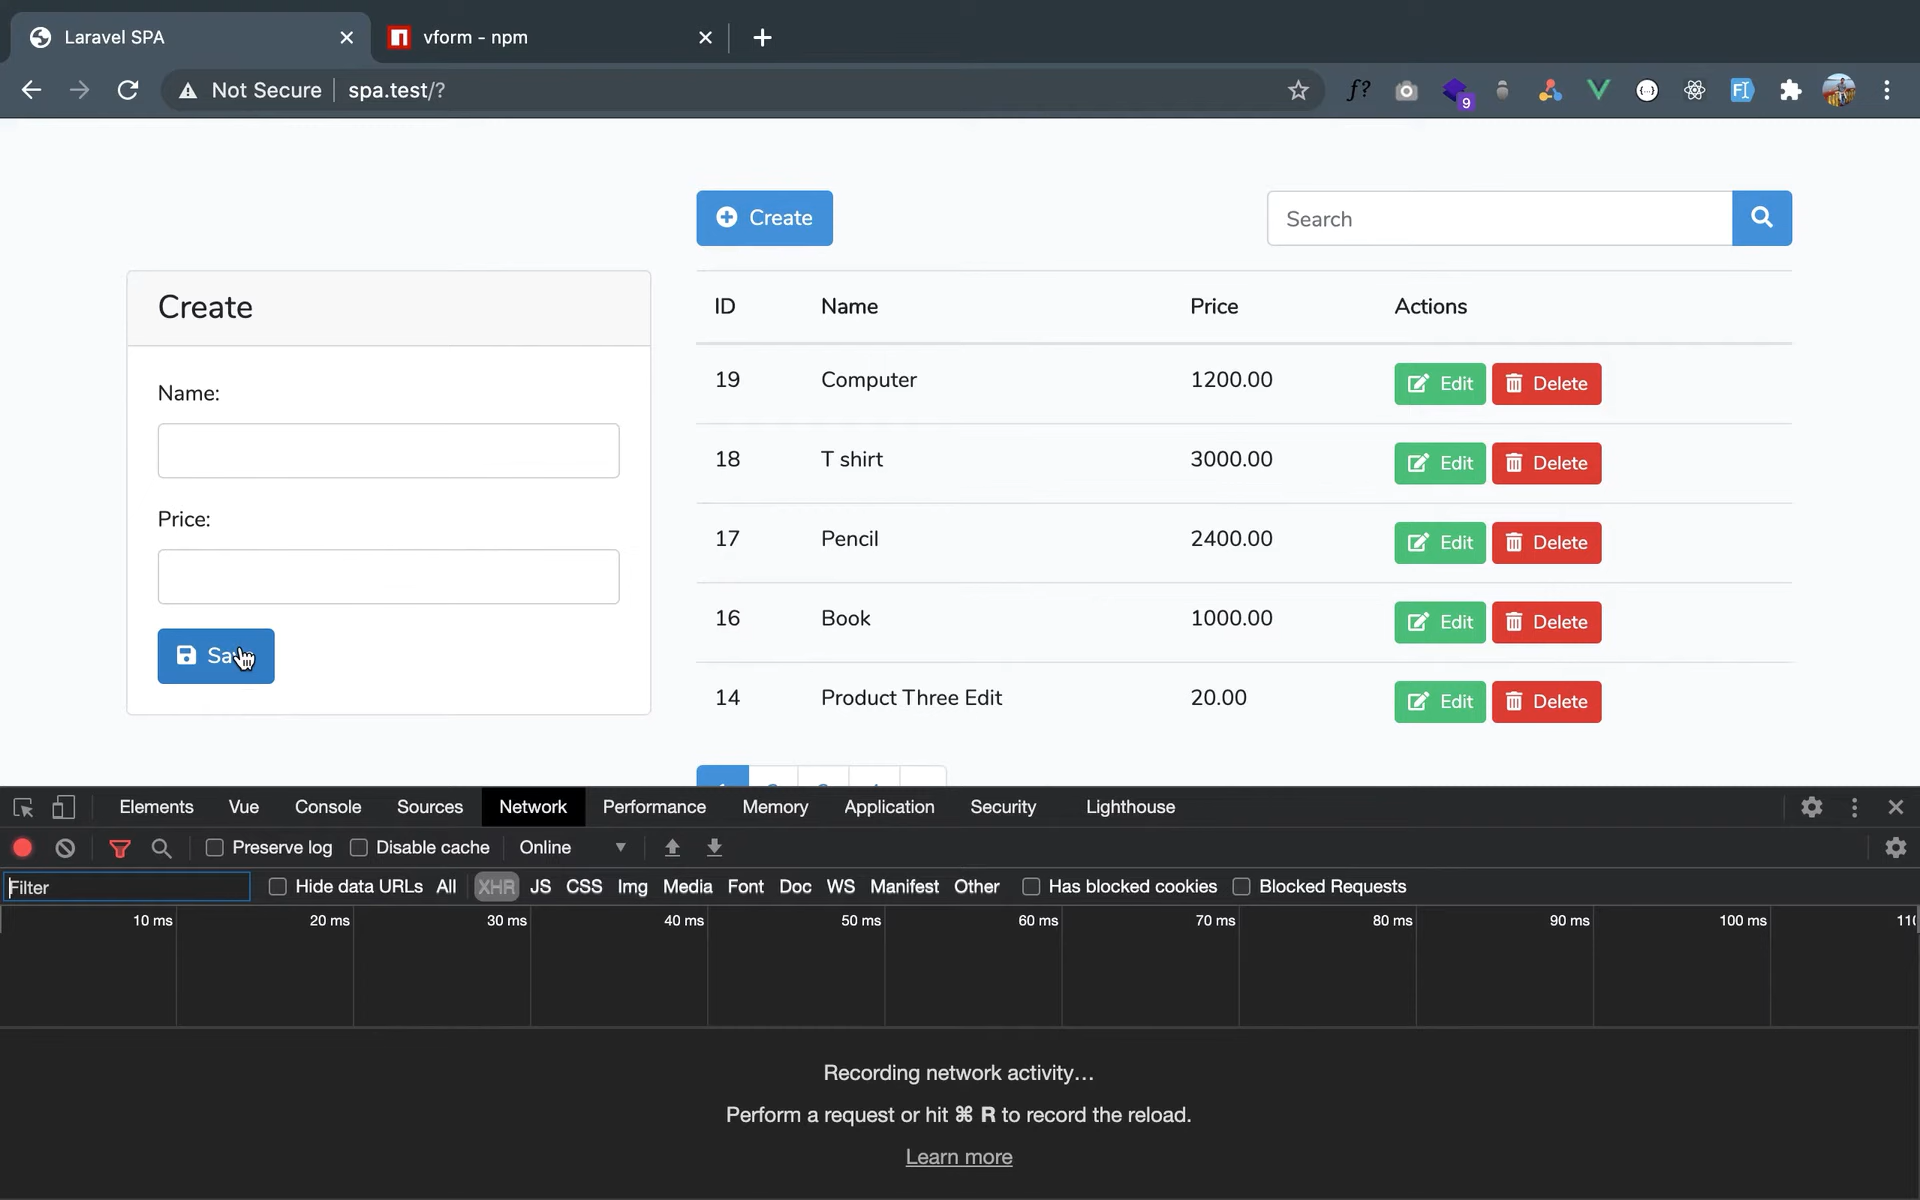 Laravel SPA
vform - npm
Not Secure
spa.test/?
f?
9
FI
Create
Search
Create
Name:
Price:
ID Name Price Actions
19 Computer 1200.00 Edit Delete
18 T shirt 3000.00 Edit Delete
17 Pencil 2400.00 Edit Delete
16 Book 1000.00 Edit Delete
14 Product Three Edit 20.00 Edit Delete
Elements Vue Console Sources Network Performance Memory Application Security Lighthouse
Preserve log Disable cache Online
Filter Hide data URLs All XHR JS CSS Img Media Font Doc WS Manifest Other Has blocked cookies Blocked Requests
10 ms 20 ms 30 ms 40 ms 50 ms 60 ms 70 ms 80 ms 90 ms 100 ms
Recording network activity…
Perform a request or hit ⌘ R to record the reload.
Learn more